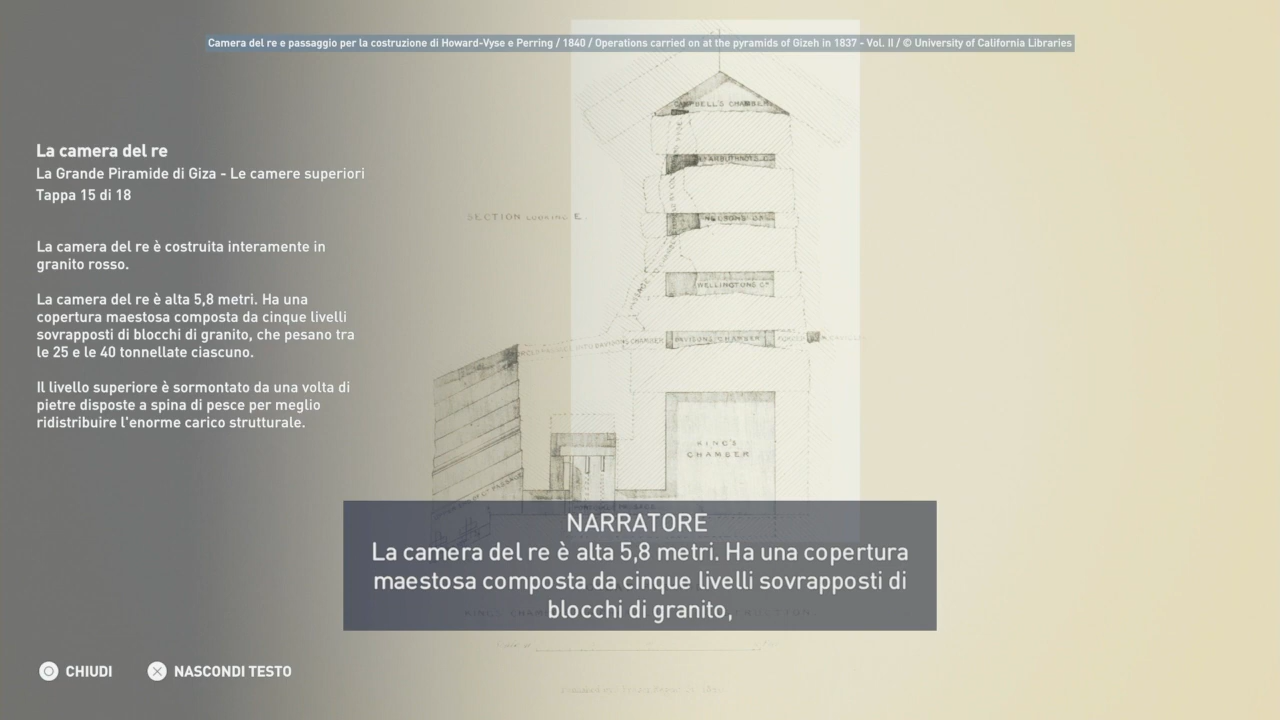 Camera del re e passaggio per la costruzione di Howard-Vyse e Perring / 1840 / Operations carried on at the pyramids of Gizeh in 1837 - Vol. II / © University of California Libraries
CAMPBELL'S CHAMBER
La camera del re
La Grande Piramide di Giza - Le camere superiori
Tappa 15 di 18
SECTION LOOKING E.
NELSON'S
WELLINGTON'S
La camera del re è costruita interamente in
granito rosso.
La camera del re è alta 5,8 metri. Ha una
copertura maestosa composta da cinque livelli
sovrapposti di blocchi di granito, che pesano tra
le 25 e le 40 tonnellate ciascuno.
Il livello superiore è sormontato da una volta di
pietre disposte a spina di pesce per meglio
ridistribuire l'enorme carico strutturale.
KING'S
CHAMBER
NARRATORE
La camera del re è alta 5,8 metri. Ha una copertura
maestosa composta da cinque livelli sovrapposti di
blocchi di granito,
CHIUDI
NASCONDI TESTO